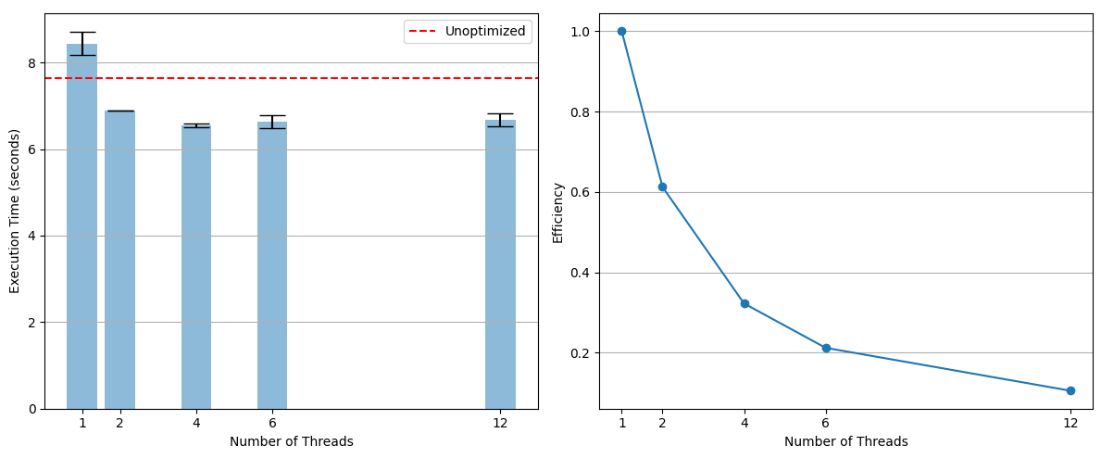 Unoptimized
Execution Time (seconds)
8
6
4
2
0
1 2 4 6 12
Number of Threads
Efficiency
1.0
0.8
0.6
0.4
0.2
1 2 4 6 12
Number of Threads